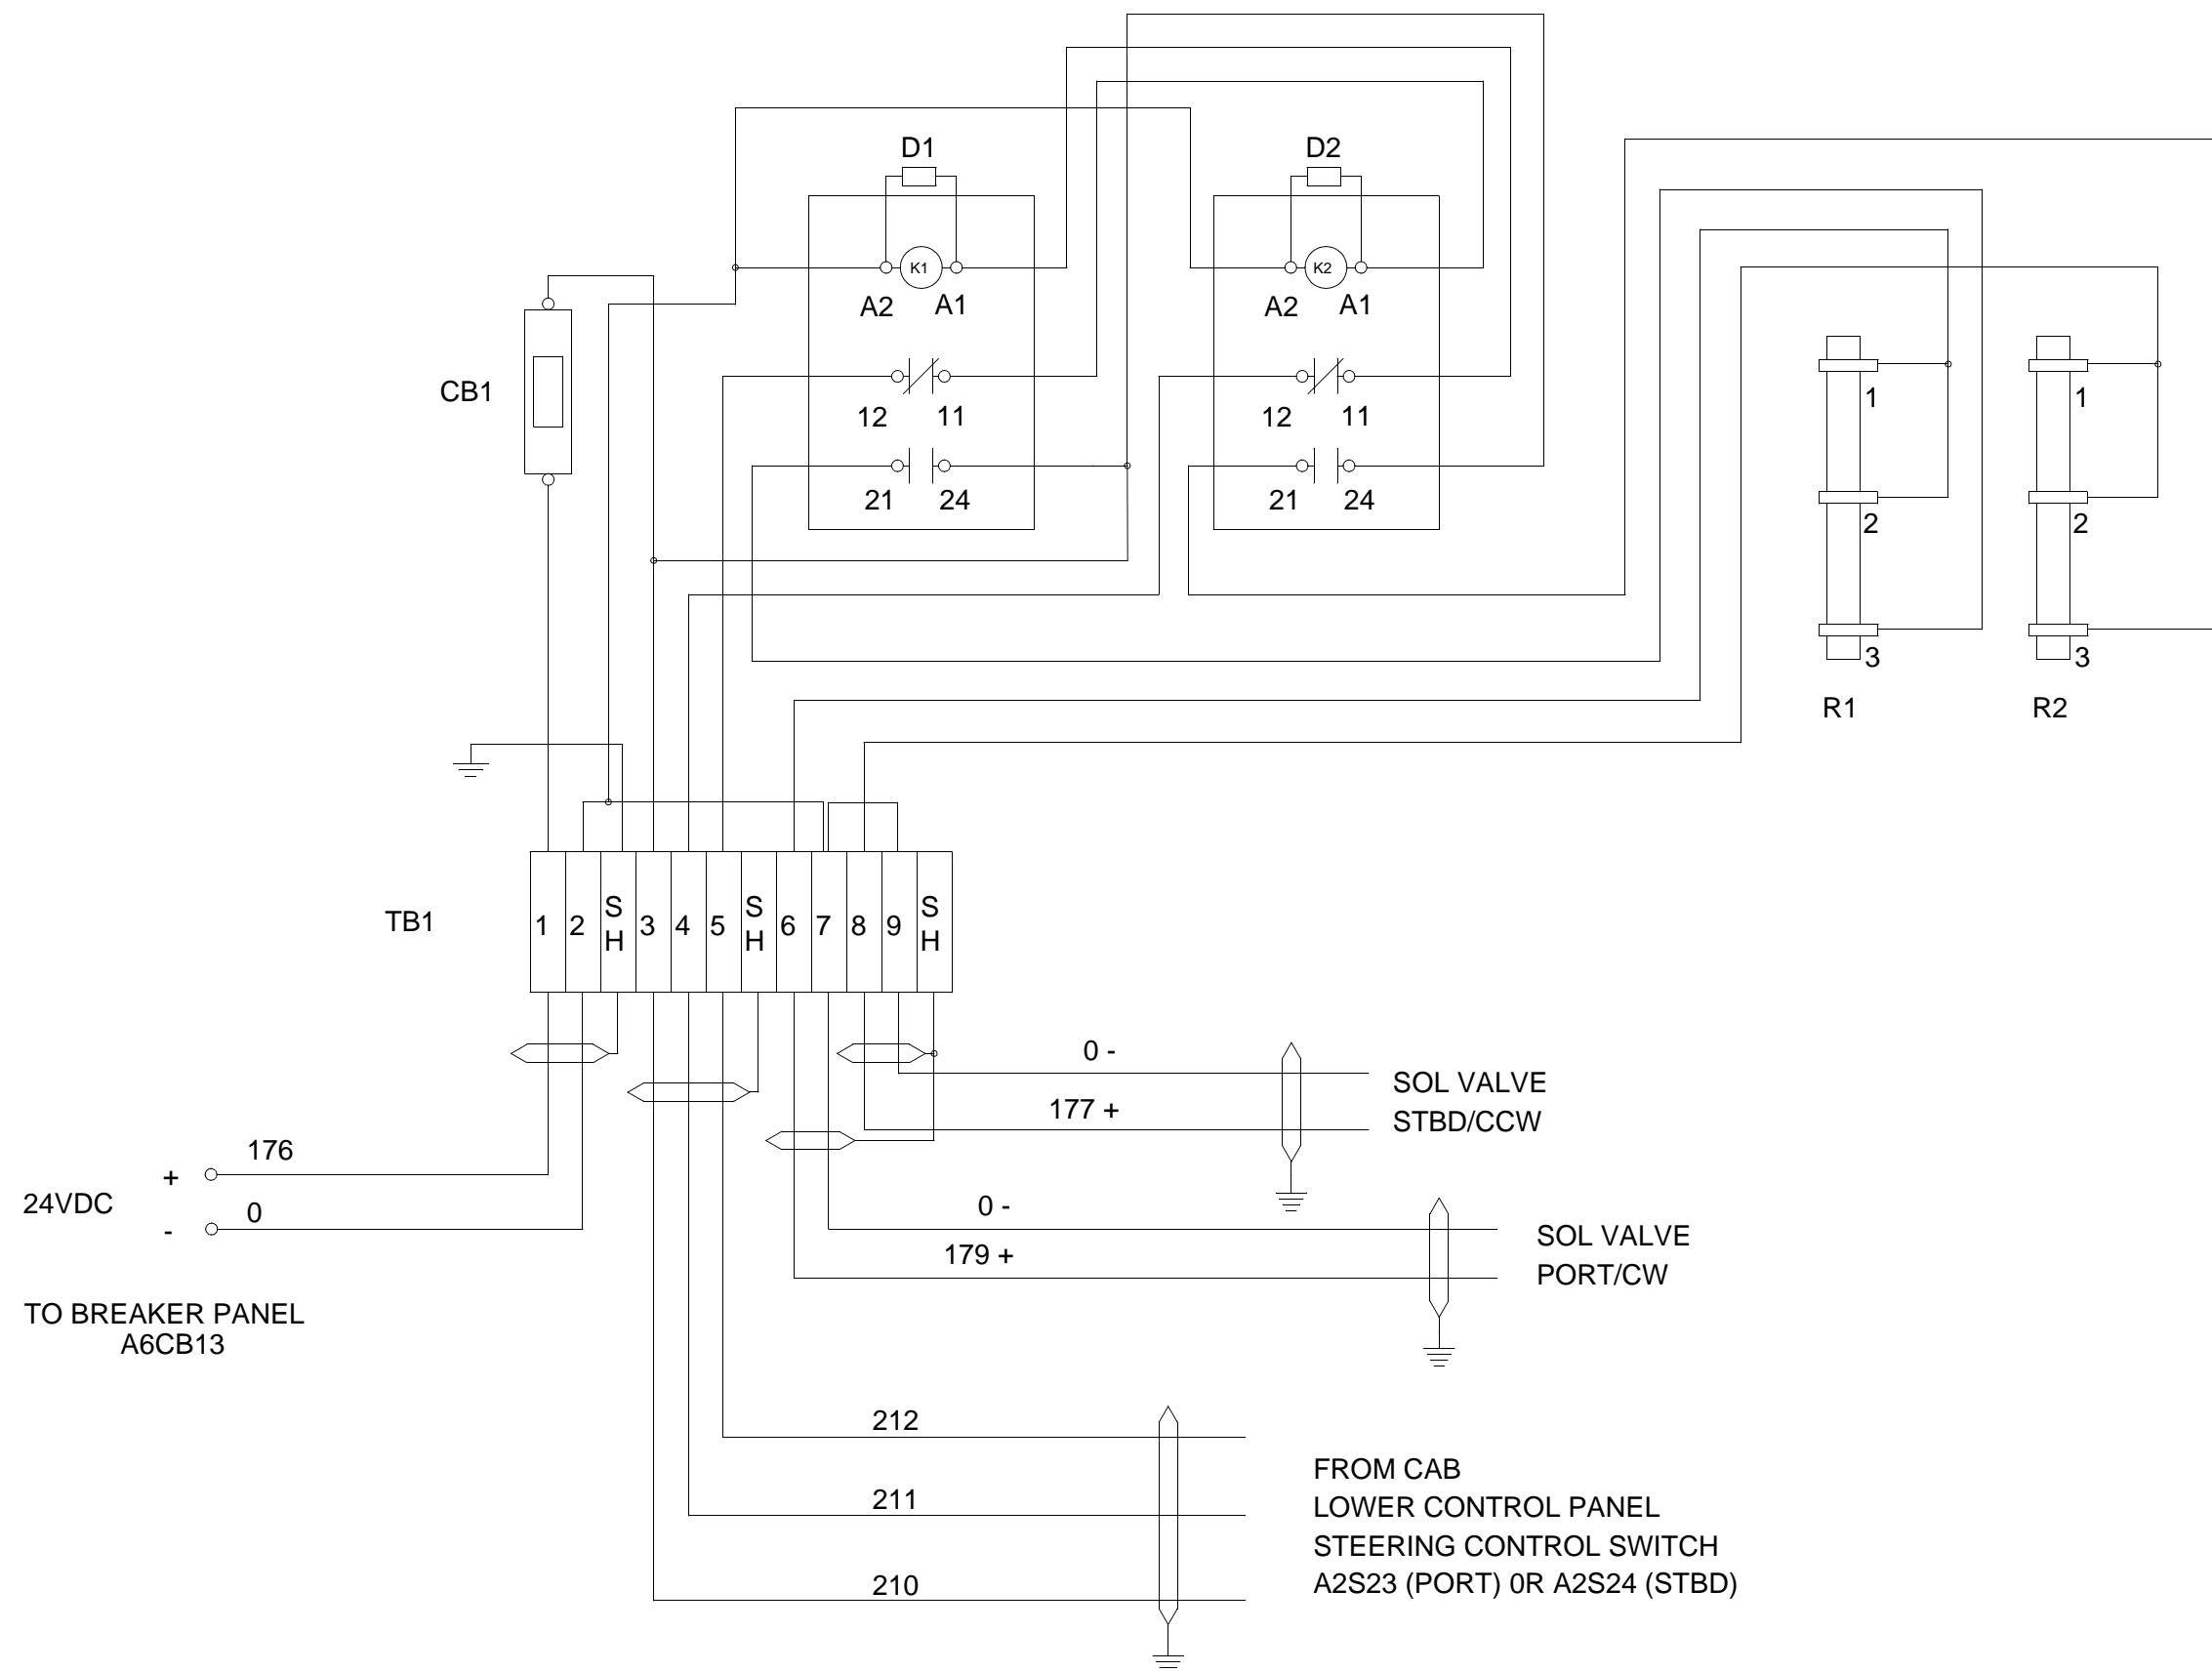 D1
D2
K1
K2
A2
A1
A2
A1
CB1
12
11
12
11
1
1
21
24
21
24
2
2
3
3
R1
R2
TB1
1
2
S
H
3
4
5
S
H
6
7
8
9
S
H
0 -
SOL VALVE
177 +
STBD/CCW
176
+
24VDC
0
-
0 -
SOL VALVE
179 +
PORT/CW
TO BREAKER PANEL
A6CB13
212
FROM CAB
211
LOWER CONTROL PANEL
STEERING CONTROL SWITCH
210
A2S23 (PORT) 0R A2S24 (STBD)